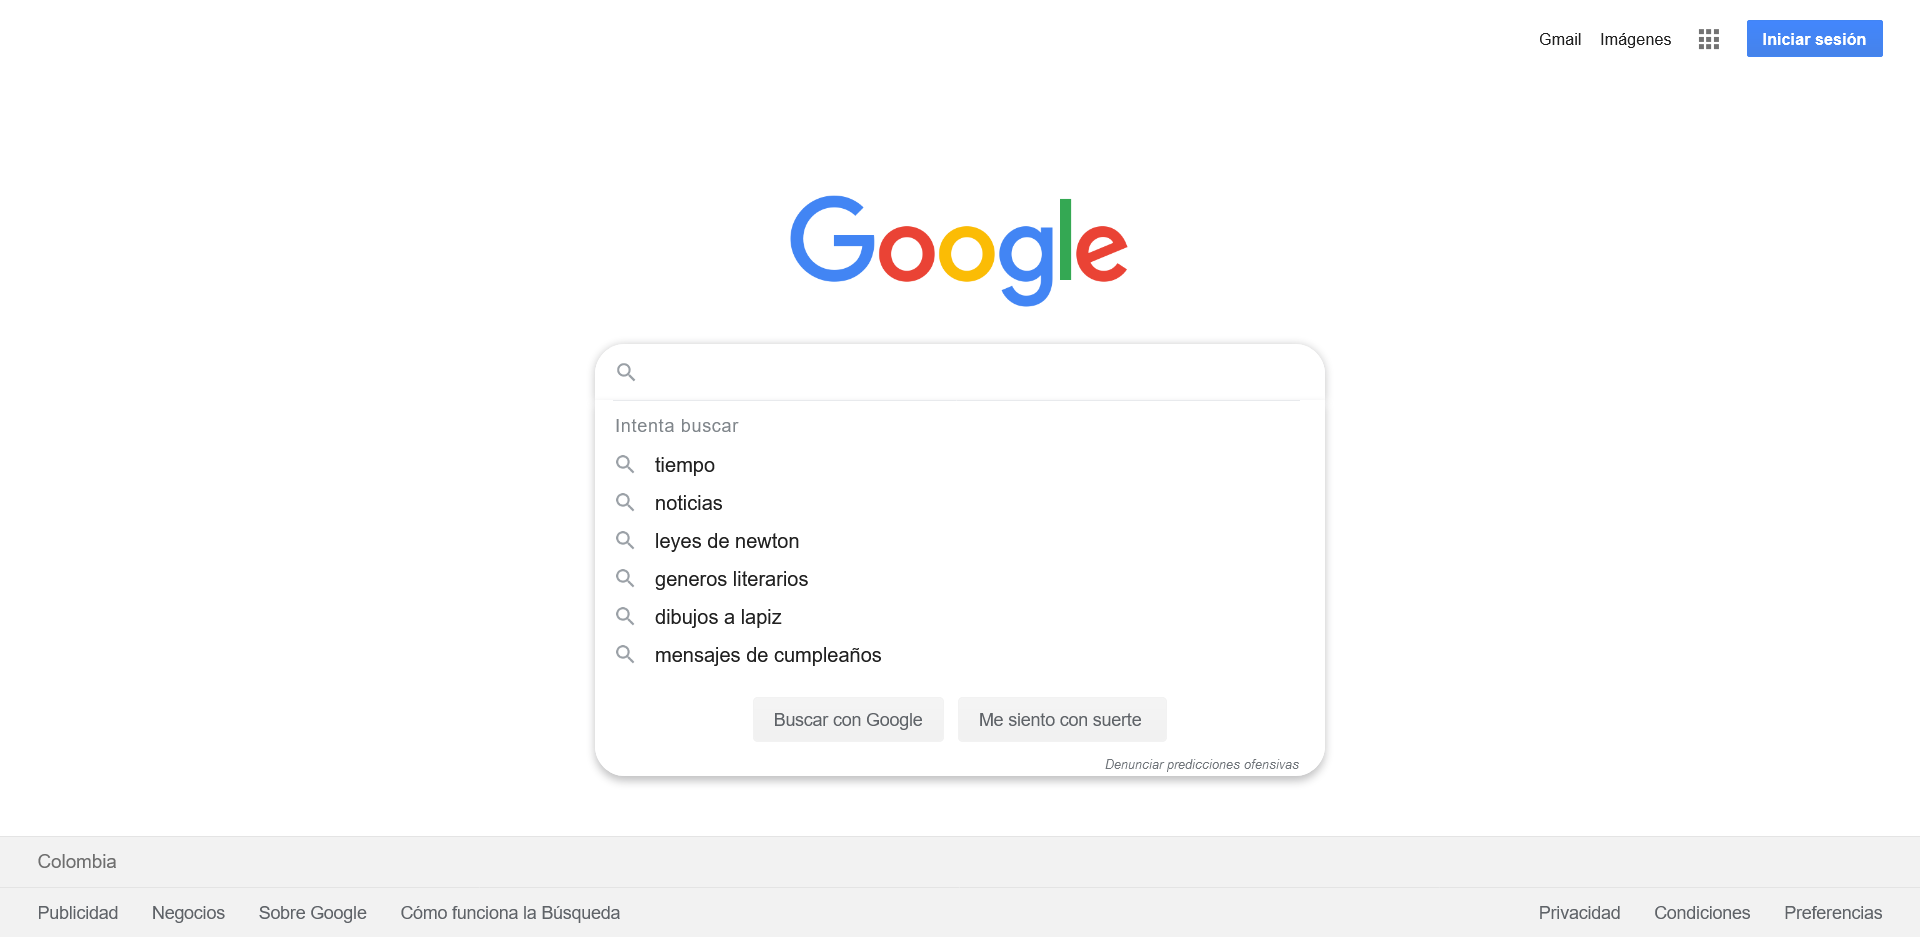 Gmail Imágenes Iniciar sesión
Google
Intenta buscar
tiempo
noticias
leyes de newton
generos literarios
dibujos a lapiz
mensajes de cumpleaños
Buscar con Google Me siento con suerte
Denunciar predicciones ofensivas
Colombia
Publicidad Negocios Sobre Google Cómo funciona la Búsqueda Privacidad Condiciones Preferencias